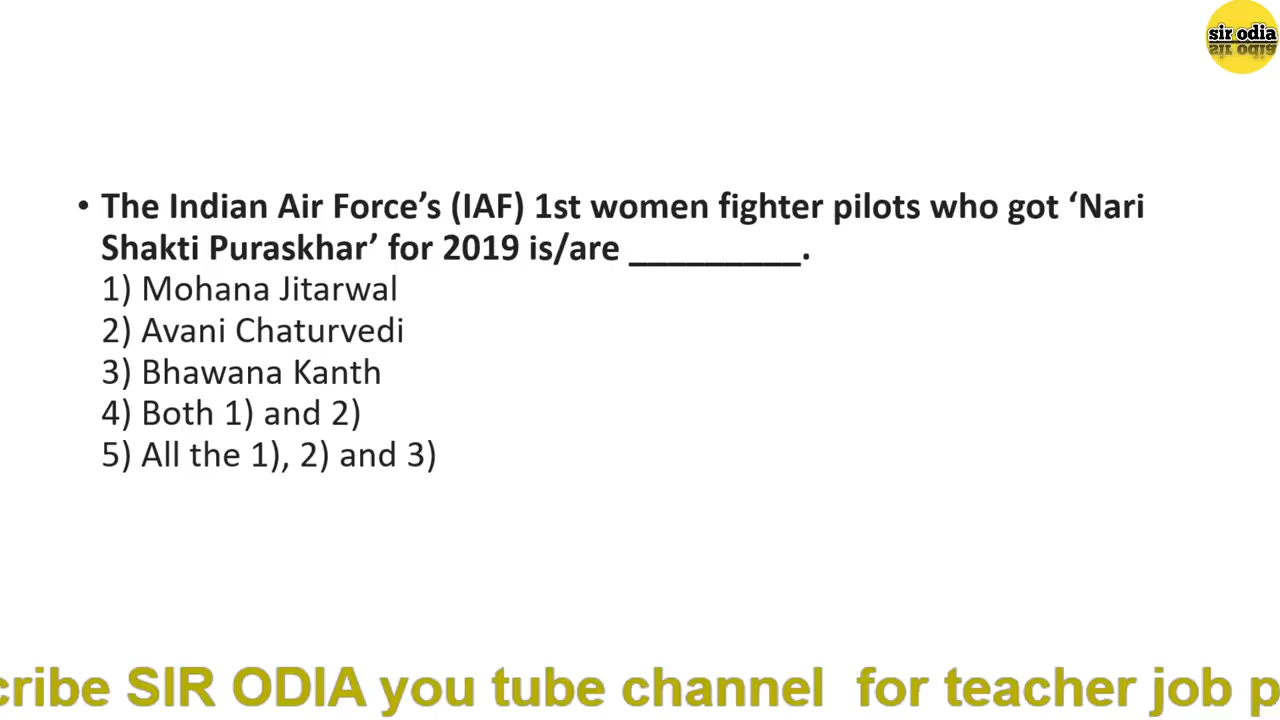 sir odia
• The Indian Air Force’s (IAF) 1st women fighter pilots who got ‘Nari
Shakti Puraskhar’ for 2019 is/are _________.
1) Mohana Jitarwal
2) Avani Chaturvedi
3) Bhawana Kanth
4) Both 1) and 2)
5) All the 1), 2) and 3)
cribe SIR ODIA you tube channel for teacher job p